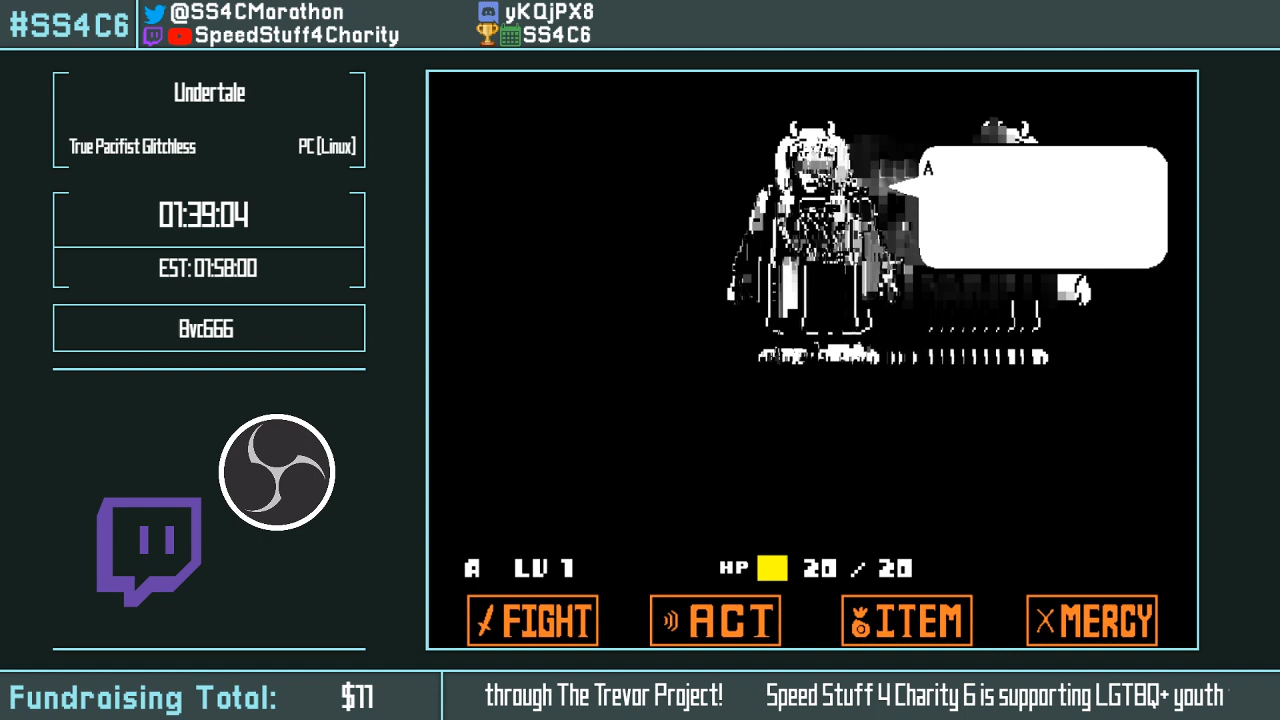 #SS4C6
@SS4CMarathon
SpeedStuff4Charity
yKQjPX8
SS4C6
Undertale
True Pacifist Glitchless PC [Linux]
01:39:04
EST: 01:58:00
8vc666
A
A LV 1 HP 20 / 20
FIGHT ACT ITEM MERCY
Fundraising Total: $11 through The Trevor Project! Speed Stuff 4 Charity 6 is supporting LGTBQ+ youth